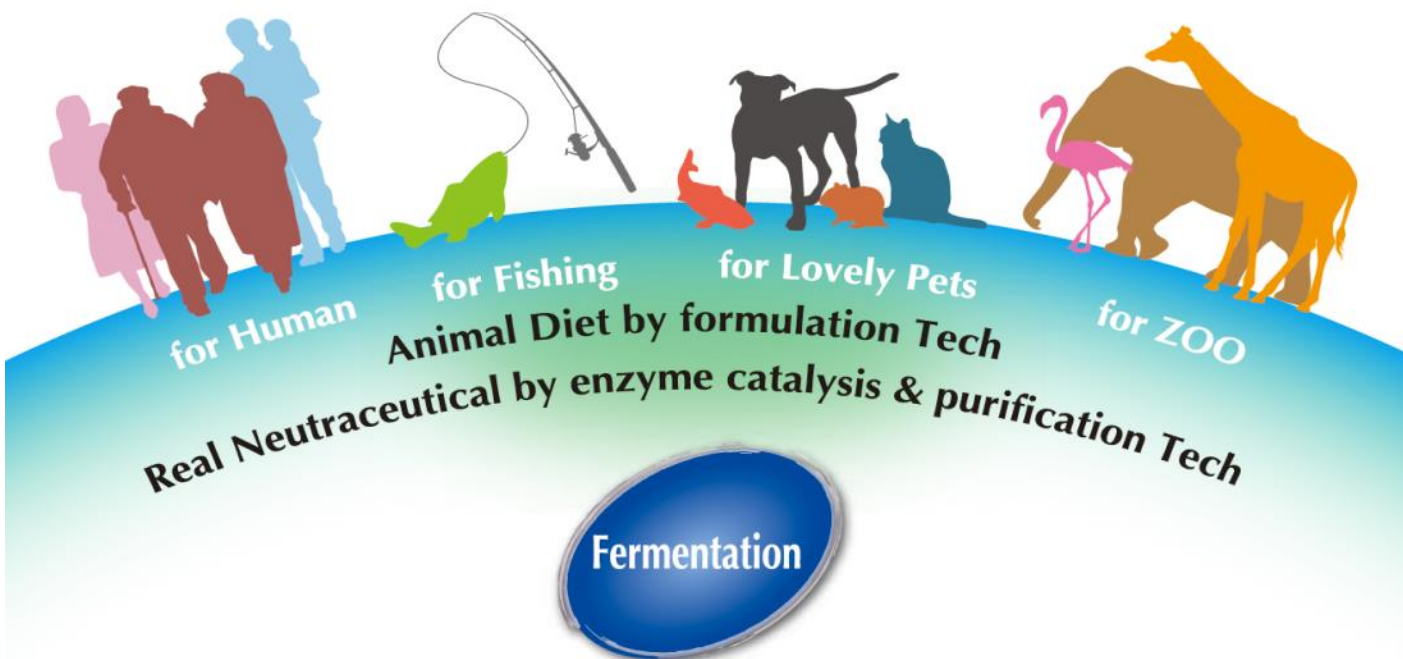 for Human
for Fishing
for Lovely Pets
for ZOO
Animal Diet by formulation Tech
Real Neutraceutical by enzyme catalysis & purification Tech
Fermentation